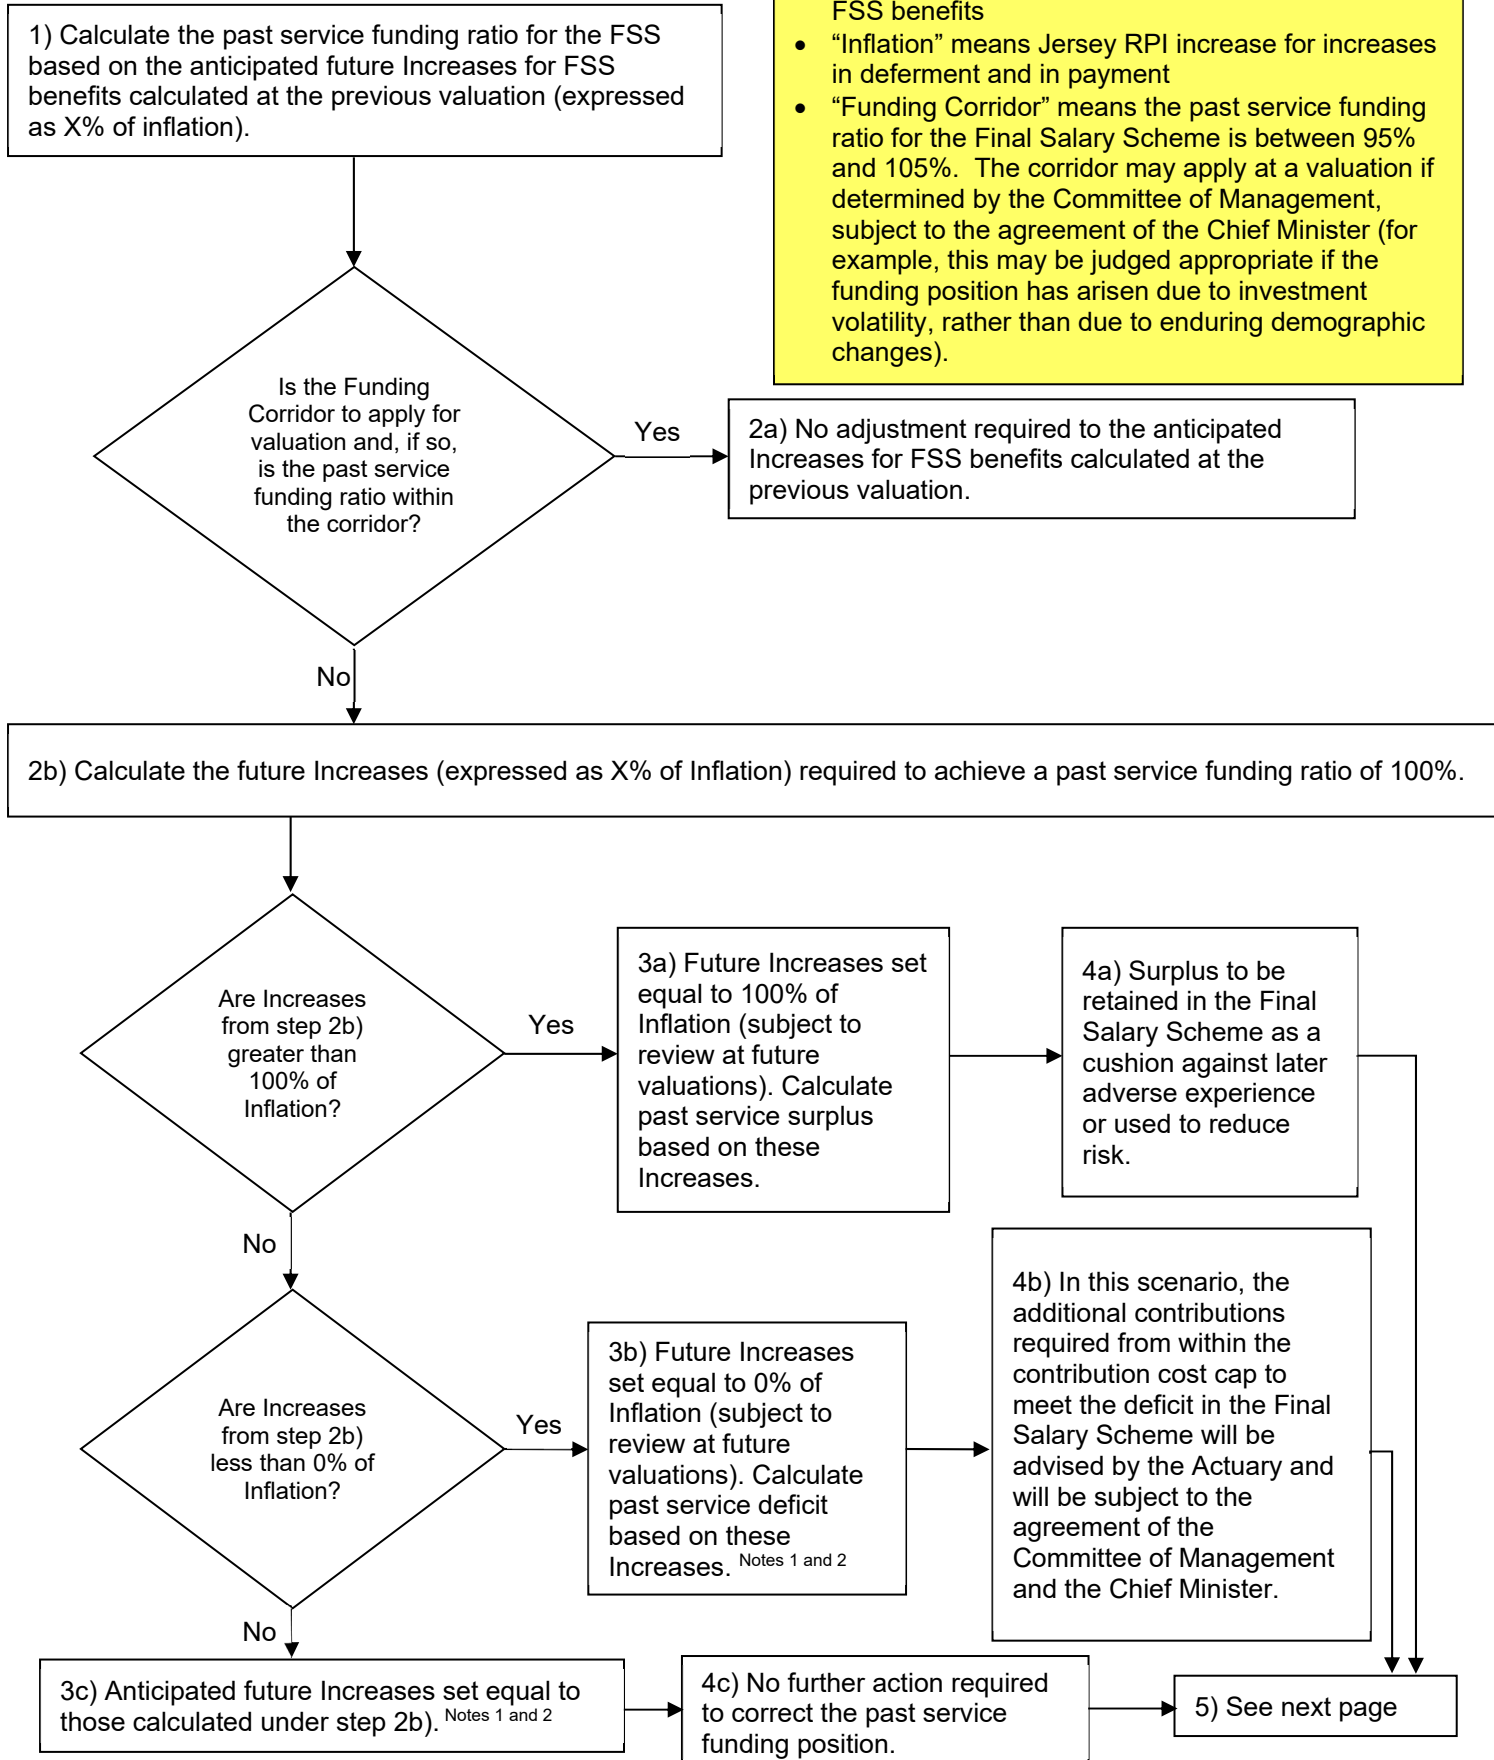 1) Calculate the past service funding ratio for the FSS
based on the anticipated future Increases for FSS
benefits calculated at the previous valuation (expressed
as X% of inflation).
FSS benefits
• “Inflation” means Jersey RPI increase for increases
in deferment and in payment
• “Funding Corridor” means the past service funding
ratio for the Final Salary Scheme is between 95%
and 105%. The corridor may apply at a valuation if
determined by the Committee of Management,
subject to the agreement of the Chief Minister (for
example, this may be judged appropriate if the
funding position has arisen due to investment
volatility, rather than due to enduring demographic
changes).
Is the Funding
Corridor to apply for
valuation and, if so,
is the past service
funding ratio within
the corridor?
Yes
2a) No adjustment required to the anticipated
Increases for FSS benefits calculated at the
previous valuation.
No
2b) Calculate the future Increases (expressed as X% of Inflation) required to achieve a past service funding ratio of 100%.
Are Increases
from step 2b)
greater than
100% of
Inflation?
Yes
3a) Future Increases set
equal to 100% of
Inflation (subject to
review at future
valuations). Calculate
past service surplus
based on these
Increases.
4a) Surplus to be
retained in the Final
Salary Scheme as a
cushion against later
adverse experience
or used to reduce
risk.
No
Are Increases
from step 2b)
less than 0% of
Inflation?
Yes
3b) Future Increases
set equal to 0% of
Inflation (subject to
review at future
valuations). Calculate
past service deficit
based on these
Increases. Notes 1 and 2
4b) In this scenario, the
additional contributions
required from within the
contribution cost cap to
meet the deficit in the Final
Salary Scheme will be
advised by the Actuary and
will be subject to the
agreement of the
Committee of Management
and the Chief Minister.
No
3c) Anticipated future Increases set equal to
those calculated under step 2b). Notes 1 and 2
4c) No further action required
to correct the past service
funding position.
5) See next page